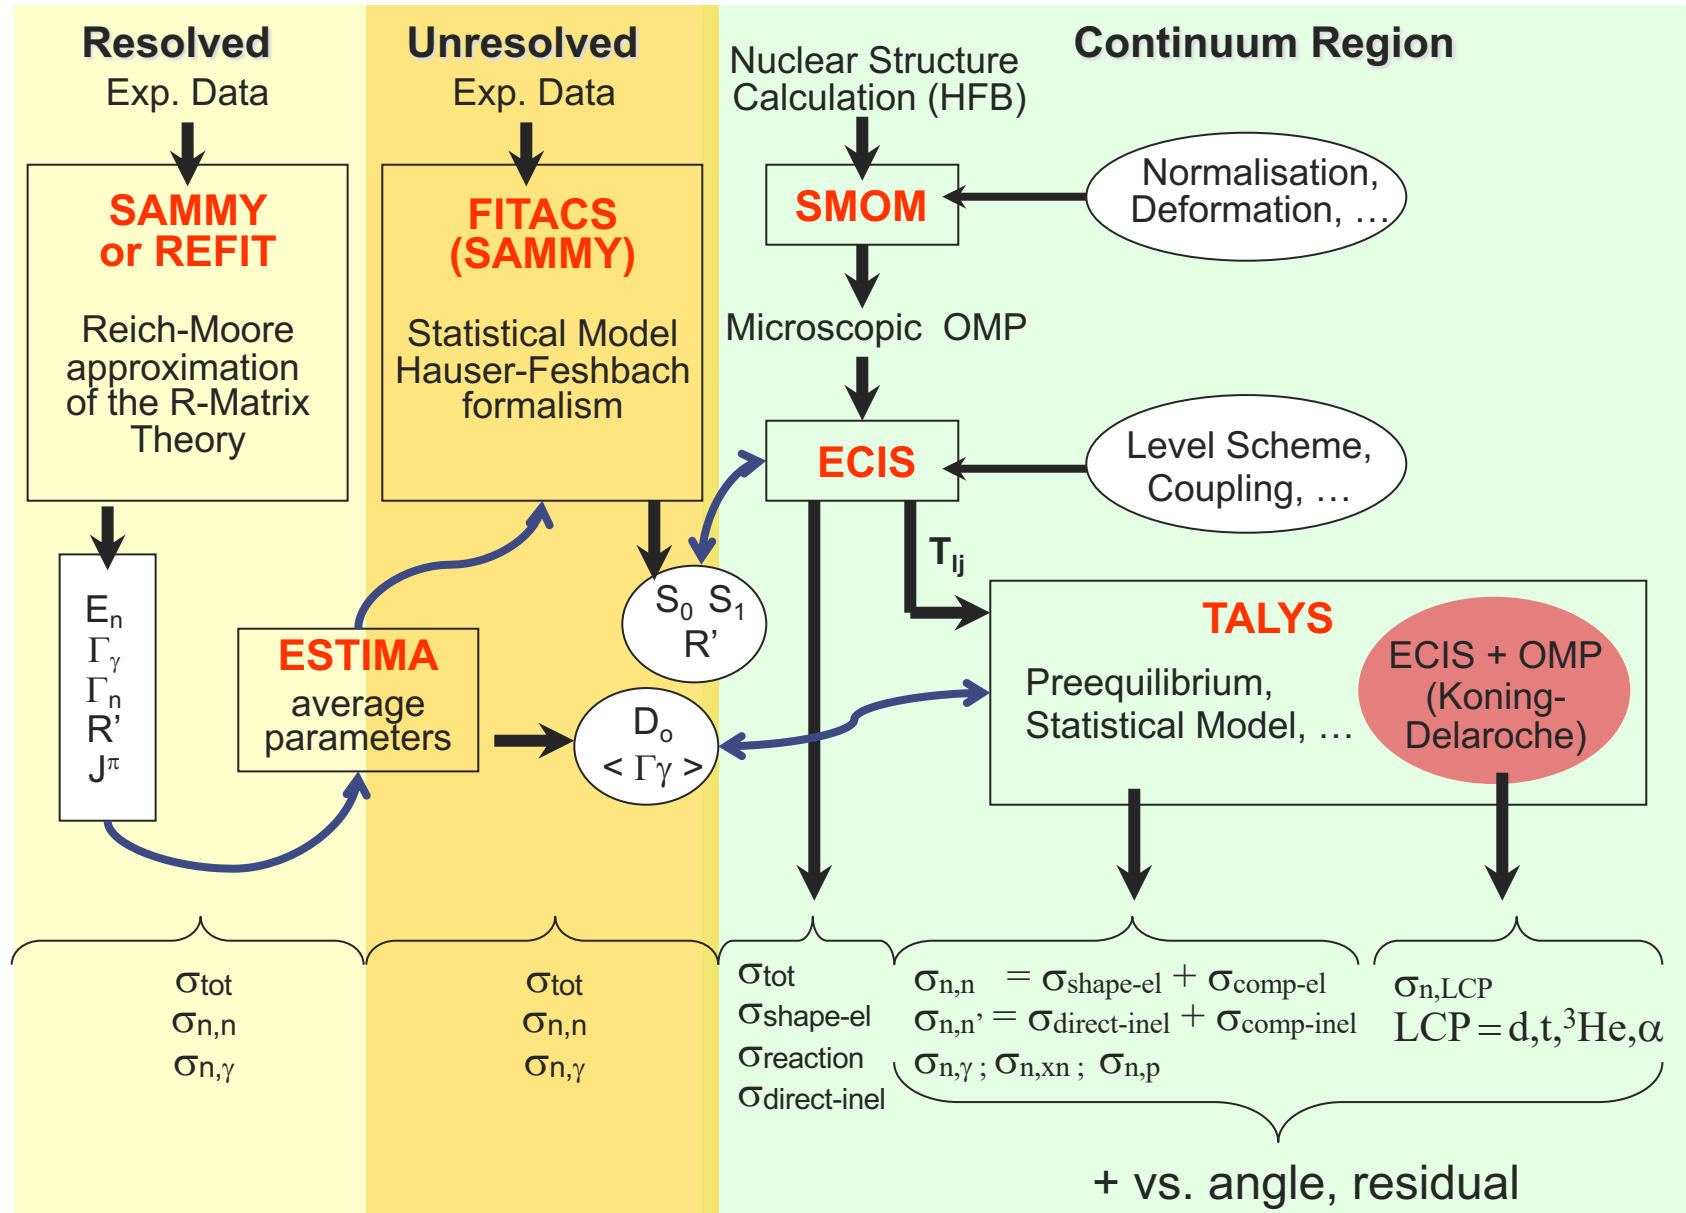 Resolved
Exp. Data
SAMMY
or REFIT
Reich-Moore
approximation
of the R-Matrix
Theory
Eₙ
Γᵧ
Γₙ
R’
J^π
Unresolved
Exp. Data
FITACS
(SAMMY)
Statistical Model
Hauser-Feshbach
formalism
ESTIMA
average
parameters
S₀ S₁
R’
Dₒ
< Γγ >
Continuum Region
Nuclear Structure
Calculation (HFB)
SMOM
Normalisation,
Deformation, …
Microscopic OMP
ECIS
Level Scheme,
Coupling, …
T_lj
TALYS
Preequilibrium,
Statistical Model, …
ECIS + OMP
(Koning-
Delaroche)
σtot
σn,n
σn,γ
σtot
σn,n
σn,γ
σtot
σshape-el
σreaction
σdirect-inel
σn,n = σshape-el + σcomp-el
σn,n’ = σdirect-inel + σcomp-inel
σn,γ ; σn,xn ; σn,p
σn,LCP
LCP = d,t,³He,α
+ vs. angle, residual